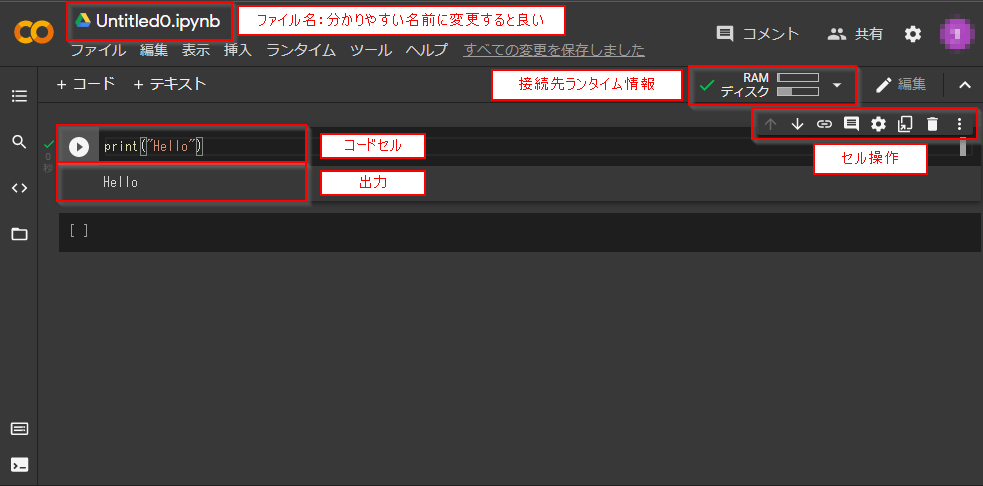 Untitled0.ipynb
ファイル名：分かりやすい名前に変更すると良い
コメント
共有
ファイル 編集 表示 挿入 ランタイム ツール ヘルプ すべての変更を保存しました
+ コード + テキスト
接続先ランタイム情報
RAM
ディスク
編集
print("Hello")
コードセル
0
秒
セル操作
Hello
出力
[ ]